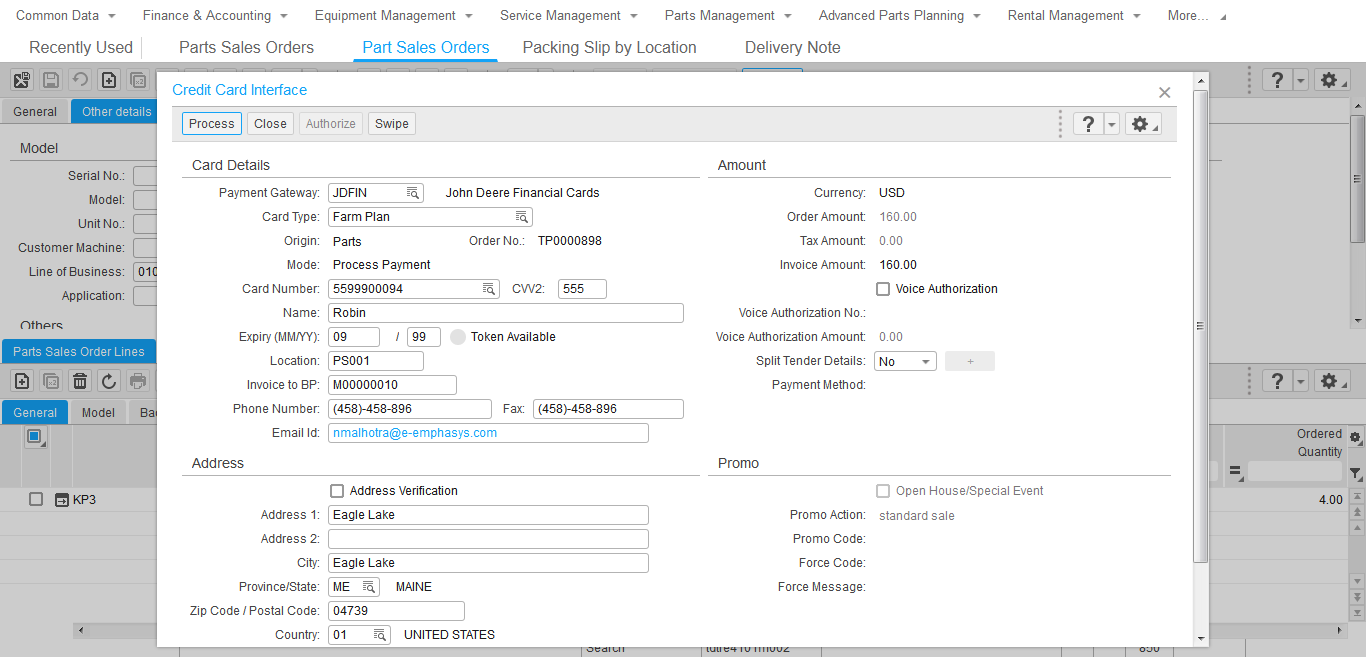 Common Data Finance & Accounting Equipment Management Service Management Parts Management Advanced Parts Planning Rental Management More...
Recently Used Parts Sales Orders Part Sales Orders Packing Slip by Location Delivery Note
General Other details
Model
Serial No.:
Model:
Unit No.:
Customer Machine:
Line of Business: 010
Application:
Others
Parts Sales Order Lines
General Model
KP3
Credit Card Interface
Process Close Authorize Swipe
Card Details
Payment Gateway: JDFIN John Deere Financial Cards
Card Type: Farm Plan
Origin: Parts Order No.: TP0000898
Mode: Process Payment
Card Number: 5599900094 CVV2: 555
Name: Robin
Expiry (MM/YY): 09 / 99 Token Available
Location: PS001
Invoice to BP: M00000010
Phone Number: (458)-458-896 Fax: (458)-458-896
Email Id: nmalhotra@e-emphasys.com
Address
Address Verification
Address 1: Eagle Lake
Address 2:
City: Eagle Lake
Province/State: ME MAINE
Zip Code / Postal Code: 04739
Country: 01 UNITED STATES
Amount
Currency: USD
Order Amount: 160.00
Tax Amount: 0.00
Invoice Amount: 160.00
Voice Authorization
Voice Authorization No.:
Voice Authorization Amount: 0.00
Split Tender Details: No +
Payment Method:
Promo
Open House/Special Event
Promo Action: standard sale
Promo Code:
Force Code:
Force Message:
Ordered
Quantity
=
4.00